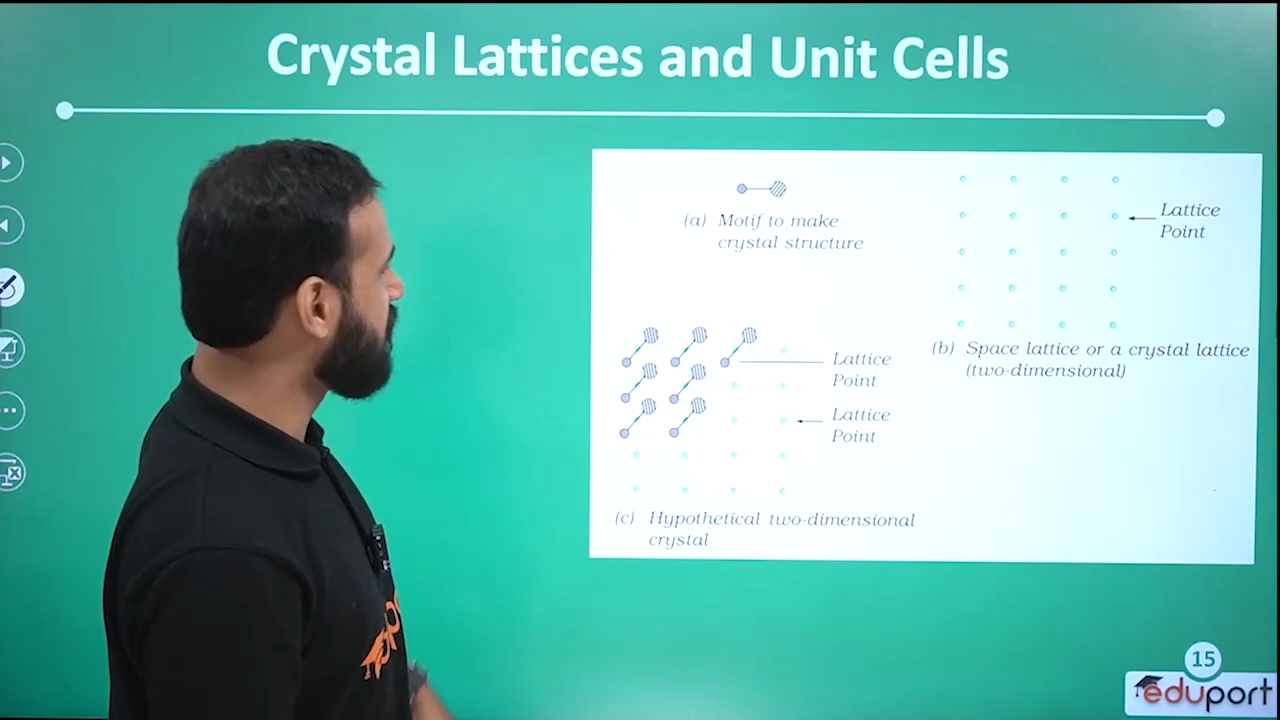 Crystal Lattices and Unit Cells
(a) Motif to make
crystal structure
Lattice
Point
(b) Space lattice or a crystal lattice
(two-dimensional)
Lattice
Point
Lattice
Point
(c) Hypothetical two-dimensional
crystal
15
eduport